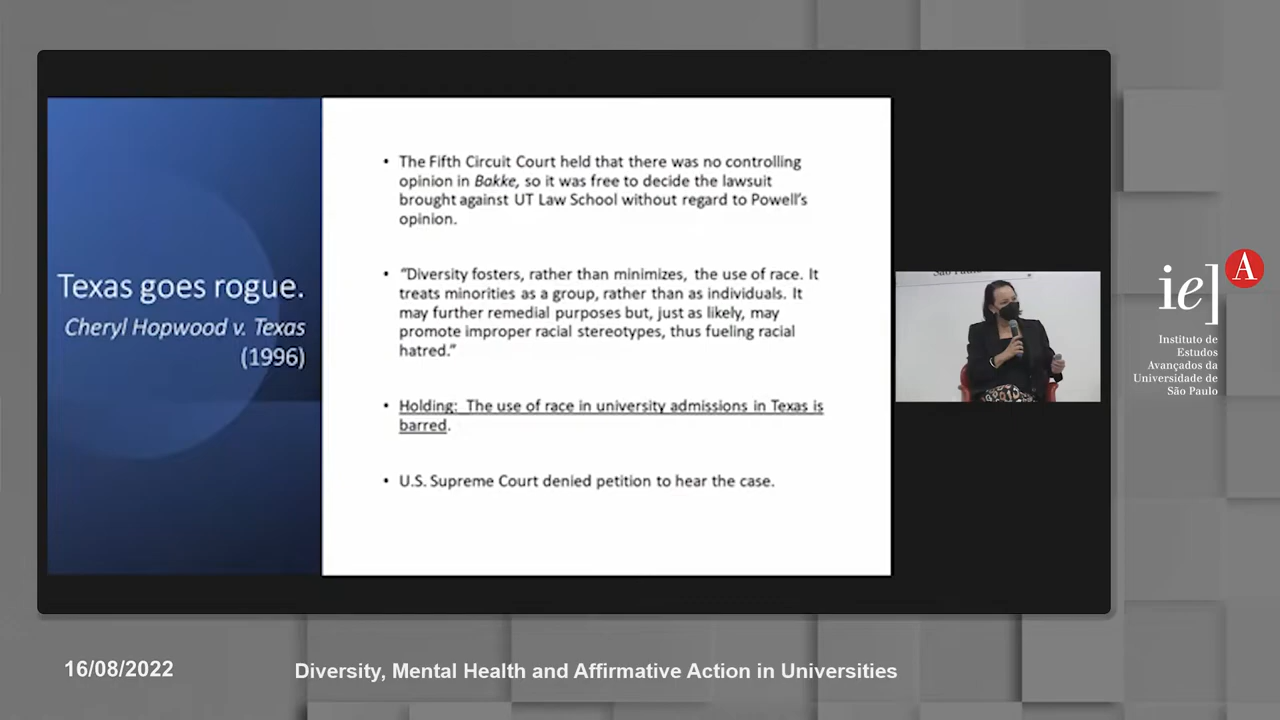 Texas goes rogue.
Cheryl Hopwood v. Texas
(1996)
• The Fifth Circuit Court held that there was no controlling
opinion in Bakke, so it was free to decide the lawsuit
brought against UT Law School without regard to Powell's
opinion.
• "Diversity fosters, rather than minimizes, the use of race. It
treats minorities as a group, rather than as individuals. It
may further remedial purposes but, just as likely, may
promote improper racial stereotypes, thus fueling racial
hatred."
• Holding: The use of race in university admissions in Texas is
barred.
• U.S. Supreme Court denied petition to hear the case.
São Paulo
ie] A
Instituto de
Estudos
Avançados da
Universidade de
São Paulo
16/08/2022
Diversity, Mental Health and Affirmative Action in Universities